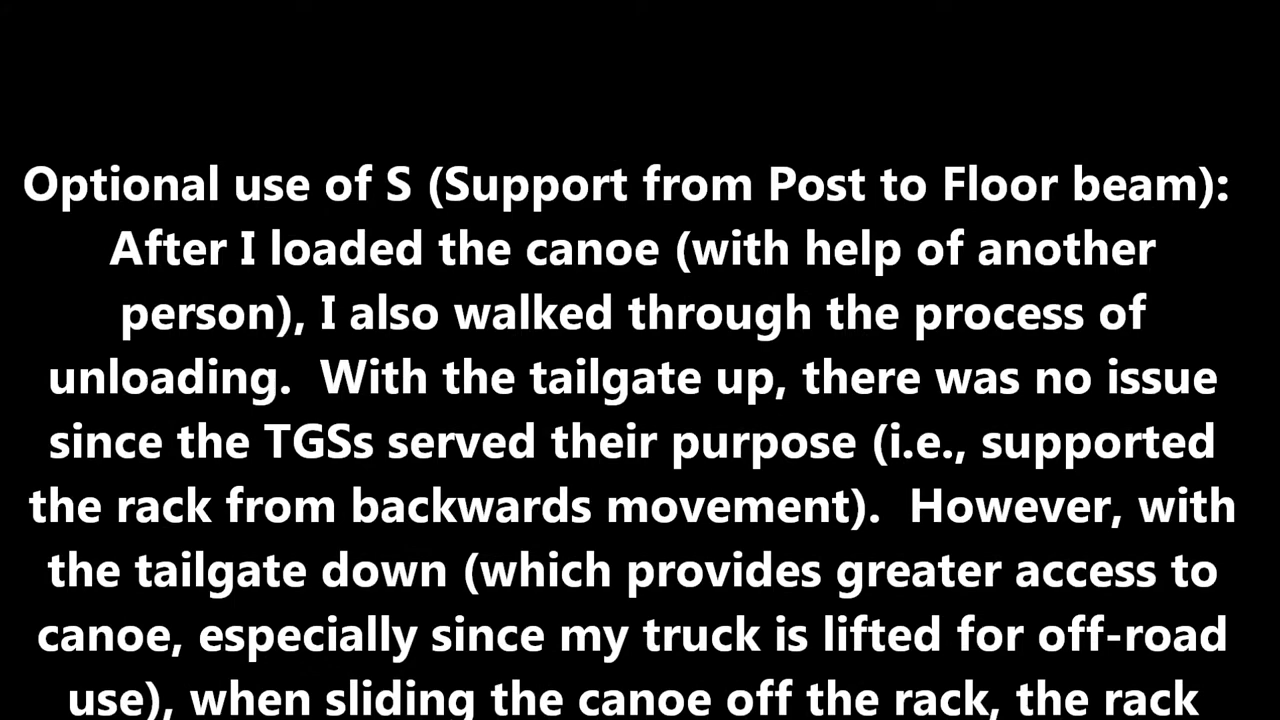 Optional use of S (Support from Post to Floor beam):
After I loaded the canoe (with help of another
person), I also walked through the process of
unloading.  With the tailgate up, there was no issue
since the TGSs served their purpose (i.e., supported
the rack from backwards movement).  However, with
the tailgate down (which provides greater access to
canoe, especially since my truck is lifted for off-road
use), when sliding the canoe off the rack, the rack